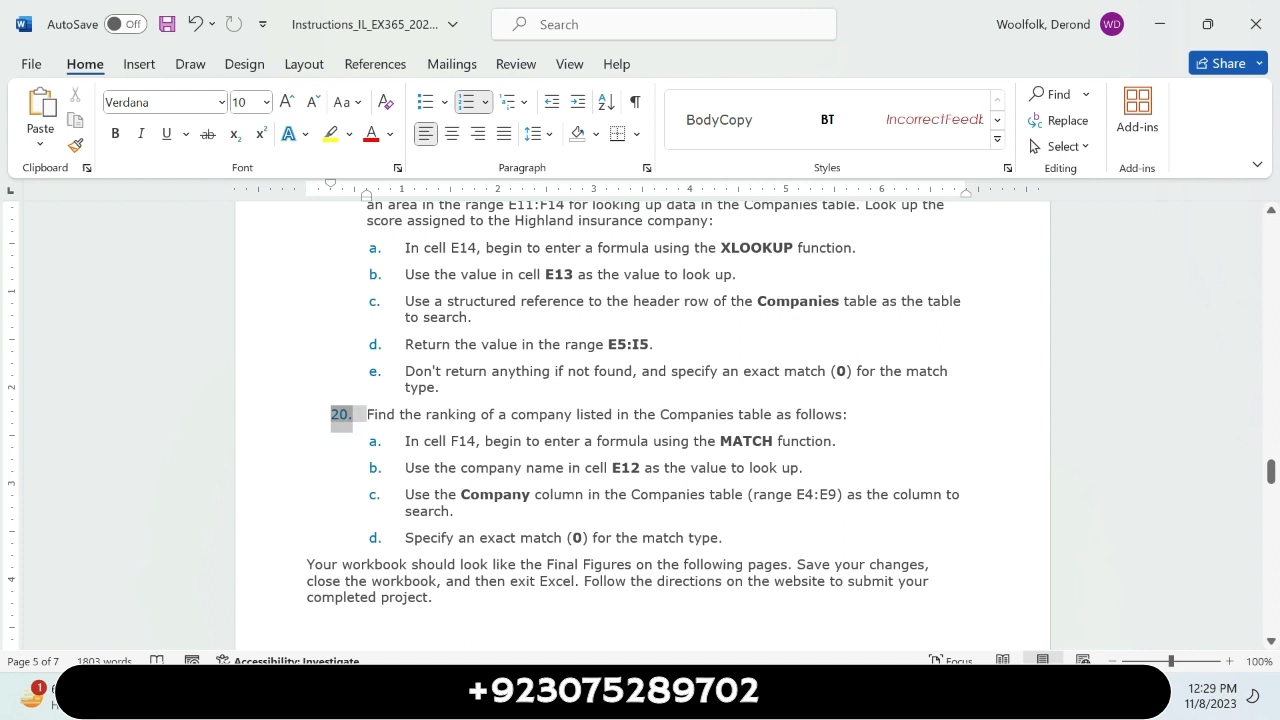 AutoSave Off Instructions_IL_EX365_202... Search Woolfolk, Derond WD
File Home Insert Draw Design Layout References Mailings Review View Help Share
Paste Verdana 10 Aa BodyCopy BT IncorrectFeedb Find Replace Select Add-ins
Clipboard Font Paragraph Styles Editing Add-ins
1 2 3 4 5 6
an area in the range E11:F14 for looking up data in the Companies table. Look up the
score assigned to the Highland insurance company:
a. In cell E14, begin to enter a formula using the XLOOKUP function.
b. Use the value in cell E13 as the value to look up.
c. Use a structured reference to the header row of the Companies table as the table
to search.
d. Return the value in the range E5:I5.
e. Don't return anything if not found, and specify an exact match (0) for the match
type.
20. Find the ranking of a company listed in the Companies table as follows:
a. In cell F14, begin to enter a formula using the MATCH function.
b. Use the company name in cell E12 as the value to look up.
c. Use the Company column in the Companies table (range E4:E9) as the column to
search.
d. Specify an exact match (0) for the match type.
Your workbook should look like the Final Figures on the following pages. Save your changes,
close the workbook, and then exit Excel. Follow the directions on the website to submit your
completed project.
Page 5 of 7 1803 words Accessibility: Investigate Focus 100%
+923075289702
12:29 PM
11/8/2023